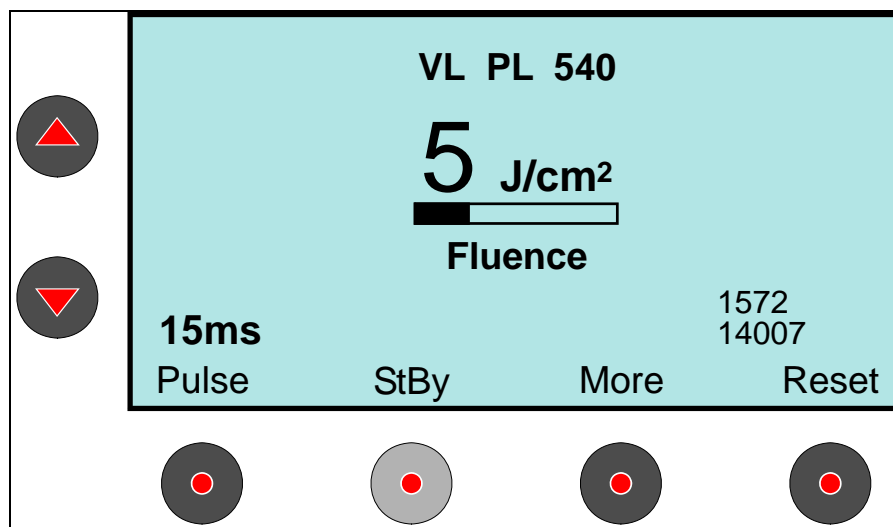 VL PL 540
5 J/cm²
Fluence
1572
15ms 14007
Pulse StBy More Reset